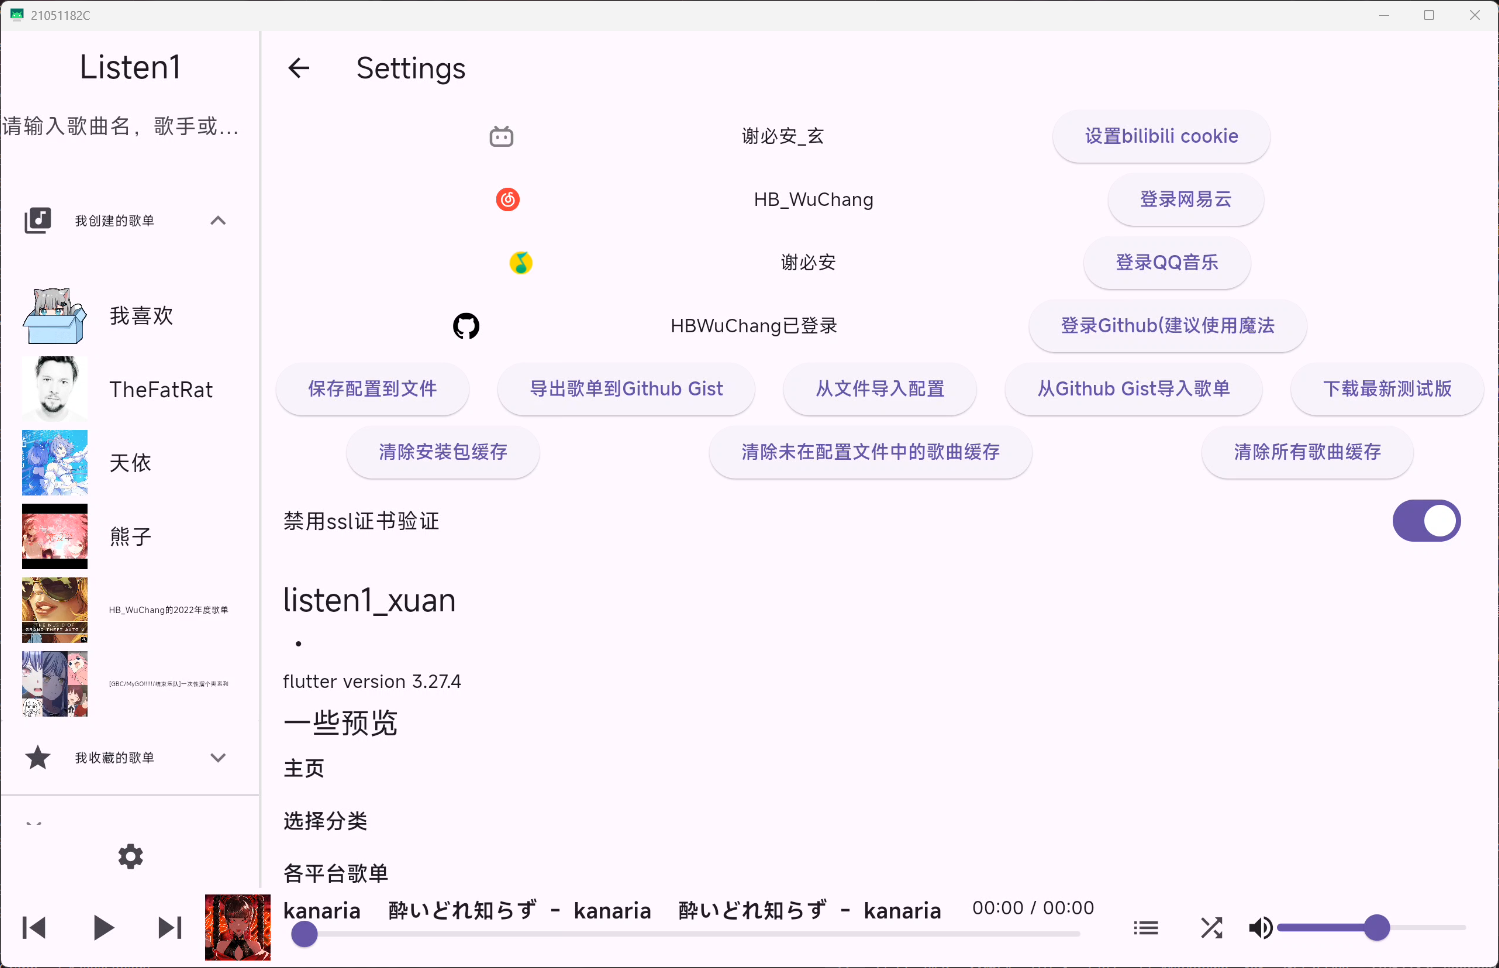 21051182C
Listen1
请输入歌曲名，歌手或...
我创建的歌单
我喜欢
TheFatRat
天依
熊子
HB_WuChang的2022年度歌单
我收藏的歌单
Settings
谢必安_玄
设置bilibili cookie
HB_WuChang
登录网易云
谢必安
登录QQ音乐
HBWuChang已登录
登录Github(建议使用魔法
保存配置到文件
导出歌单到Github Gist
从文件导入配置
从Github Gist导入歌单
下载最新测试版
清除安装包缓存
清除未在配置文件中的歌曲缓存
清除所有歌曲缓存
禁用ssl证书验证
listen1_xuan
•
flutter version 3.27.4
一些预览
主页
选择分类
各平台歌单
kanaria 酔いどれ知らず - kanaria 酔いどれ知らず - kanaria
00:00 / 00:00